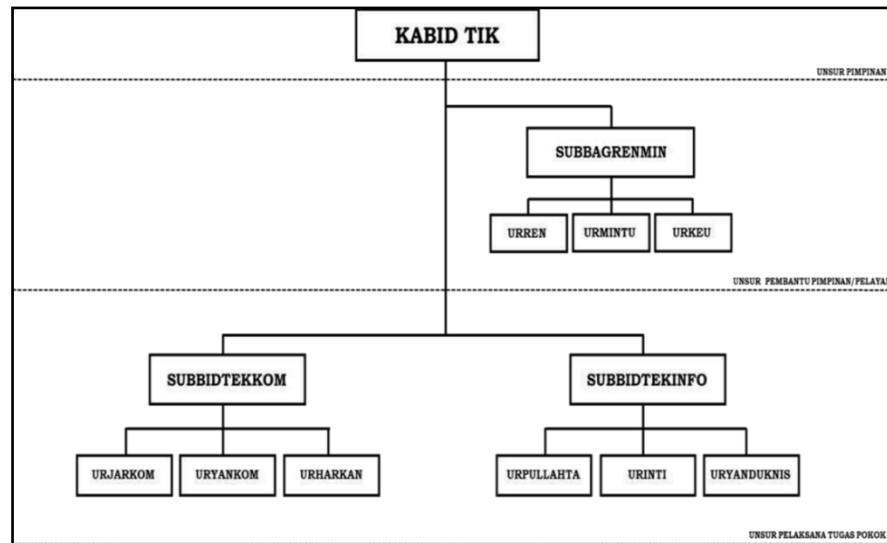 KABID TIK
UNSUR PIMPINAN
SUBBAGRENMIN
URREN
URMINTU
URKEU
UNSUR PEMBANTU PIMPINAN/PELAYAN
SUBBIDTEKKOM
SUBBIDTEKINFO
URJARKOM
URYANKOM
URHARKAN
URPULLAHTA
URINTI
URYANDUKNIS
UNSUR PELAKSANA TUGAS POKOK